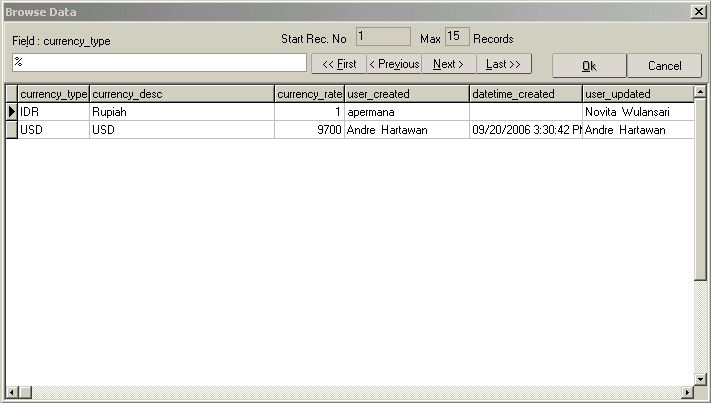 Browse Data
Field : currency_type Start Rec. No 1 Max 15 Records
% << First < Previous Next > Last >> Ok Cancel
currency_type currency_desc currency_rate user_created datetime_created user_updated
IDR Rupiah 1 apermana Novita Wulansari
USD USD 9700 Andre Hartawan 09/20/2006 3:30:42 PM Andre Hartawan